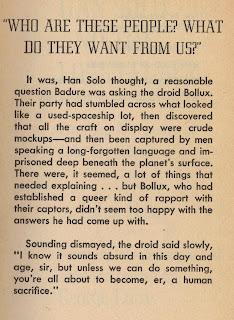 "WHO ARE THESE PEOPLE? WHAT
DO THEY WANT FROM US?"
It was, Han Solo thought, a reasonable
question Badure was asking the droid Bollux.
Their party had stumbled across what looked
like a used-spaceship lot, then discovered
that all the craft on display were crude
mockups—and then been captured by men
speaking a long-forgotten language and im-
prisoned deep beneath the planet's surface.
There were, it seemed, a lot of things that
needed explaining . . . but Bollux, who had
established a queer kind of rapport with
their captors, didn't seem too happy with the
answers he had come up with.
Sounding dismayed, the droid said slowly,
"I know it sounds absurd in this day and
age, sir, but unless we can do something,
you're all about to become, er, a human
sacrifice."